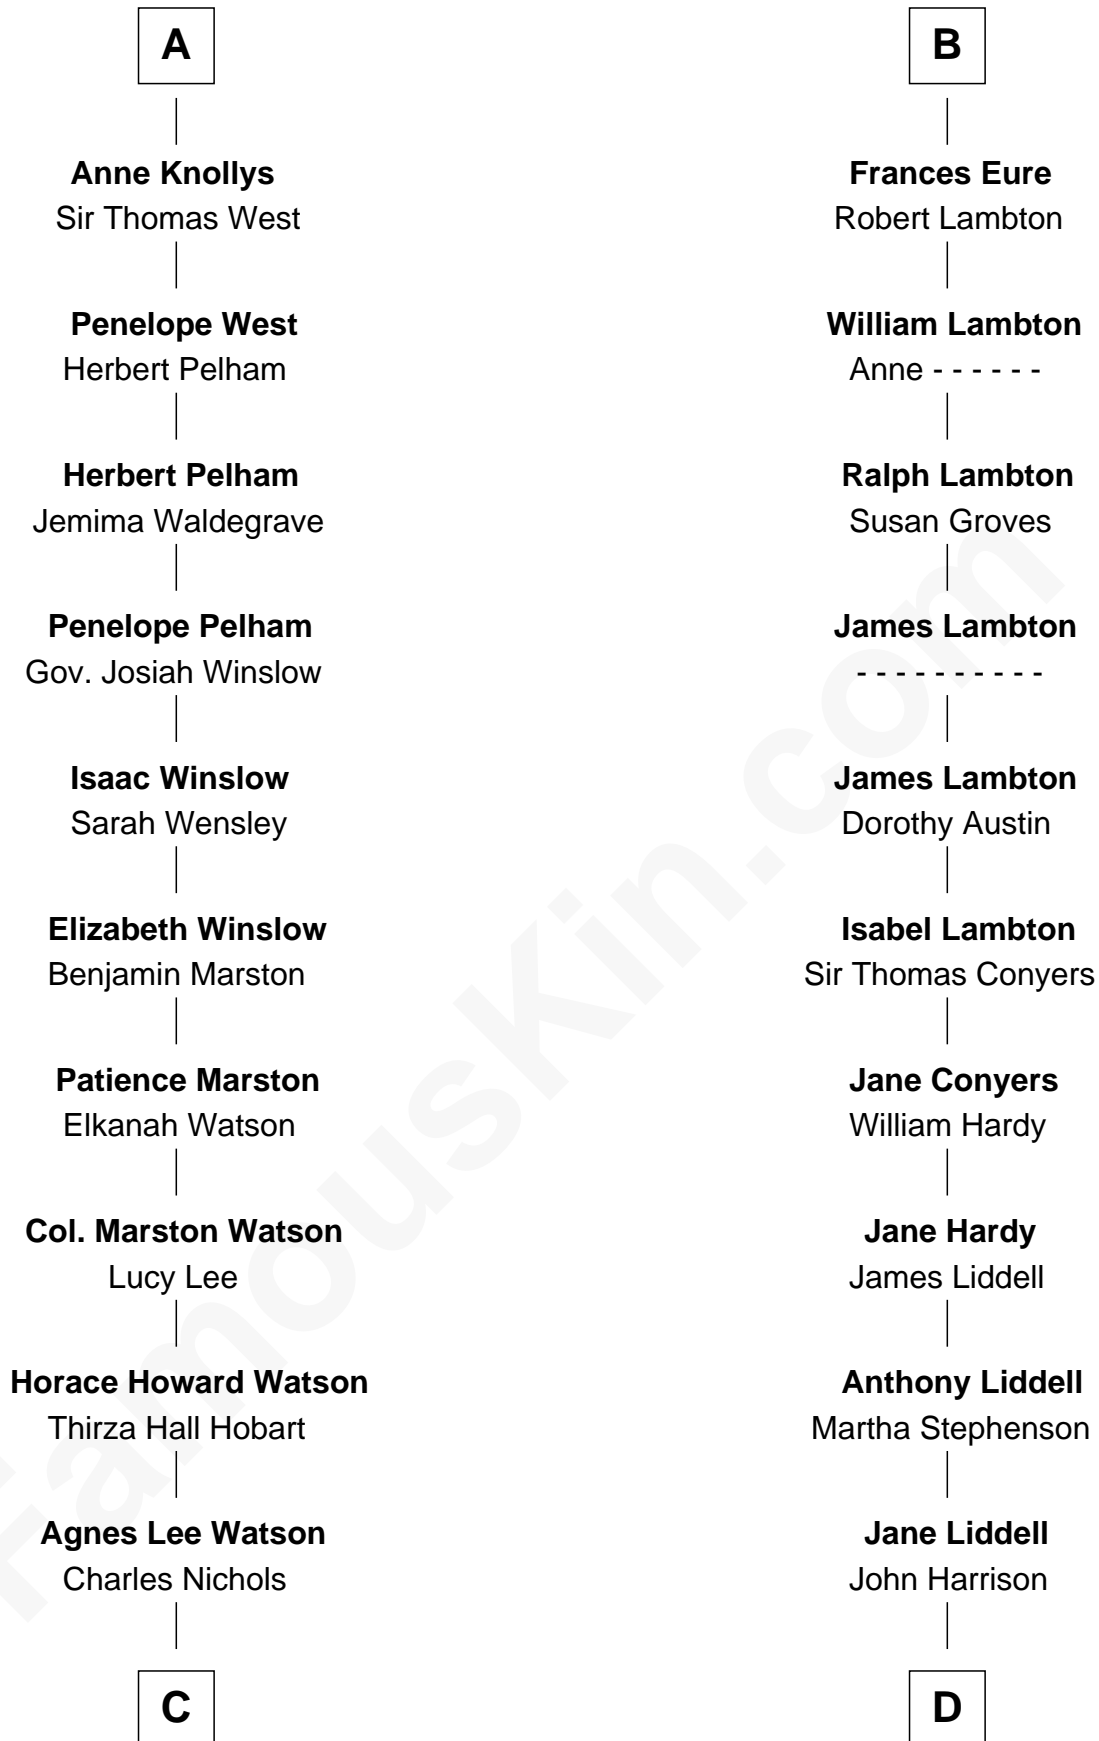 A
Anne Knollys
Sir Thomas West
Penelope West
Herbert Pelham
Herbert Pelham
Jemima Waldegrave
Penelope Pelham
Gov. Josiah Winslow
Isaac Winslow
Sarah Wensley
Elizabeth Winslow
Benjamin Marston
Patience Marston
Elkanah Watson
Col. Marston Watson
Lucy Lee
Horace Howard Watson
Thirza Hall Hobart
Agnes Lee Watson
Charles Nichols
C
B
Frances Eure
Robert Lambton
William Lambton
Anne - - - - - -
Ralph Lambton
Susan Groves
James Lambton
- - - - - - - - - -
James Lambton
Dorothy Austin
Isabel Lambton
Sir Thomas Conyers
Jane Conyers
William Hardy
Jane Hardy
James Liddell
Anthony Liddell
Martha Stephenson
Jane Liddell
John Harrison
D
FamousKin.com